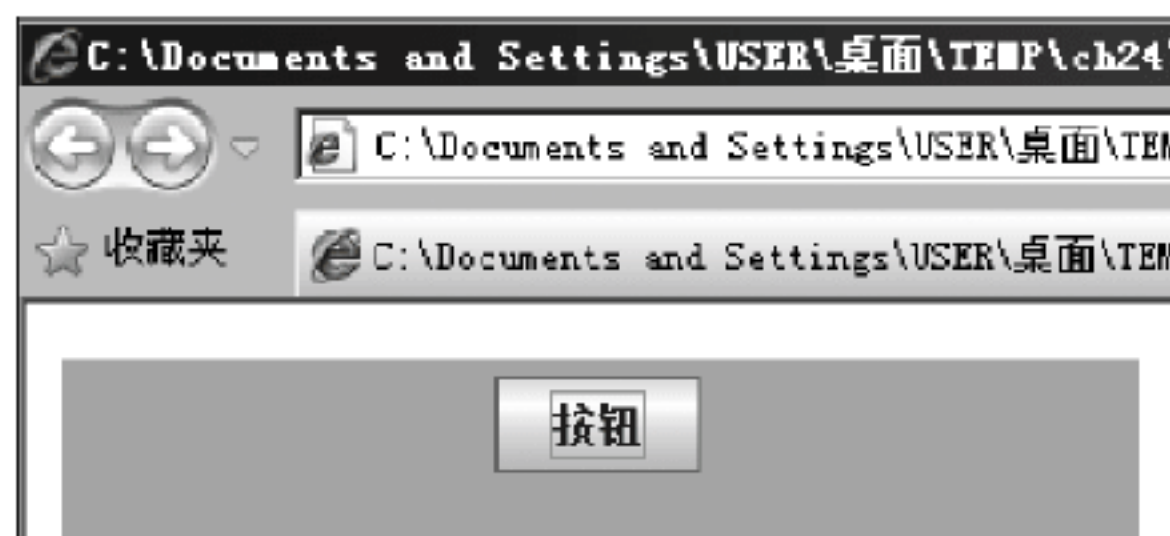 C:\Documents and Settings\USER\桌面\TEMP\ch24\
C:\Documents and Settings\USER\桌面\TEM
收藏夹
C:\Documents and Settings\USER\桌面\TEM
按钮